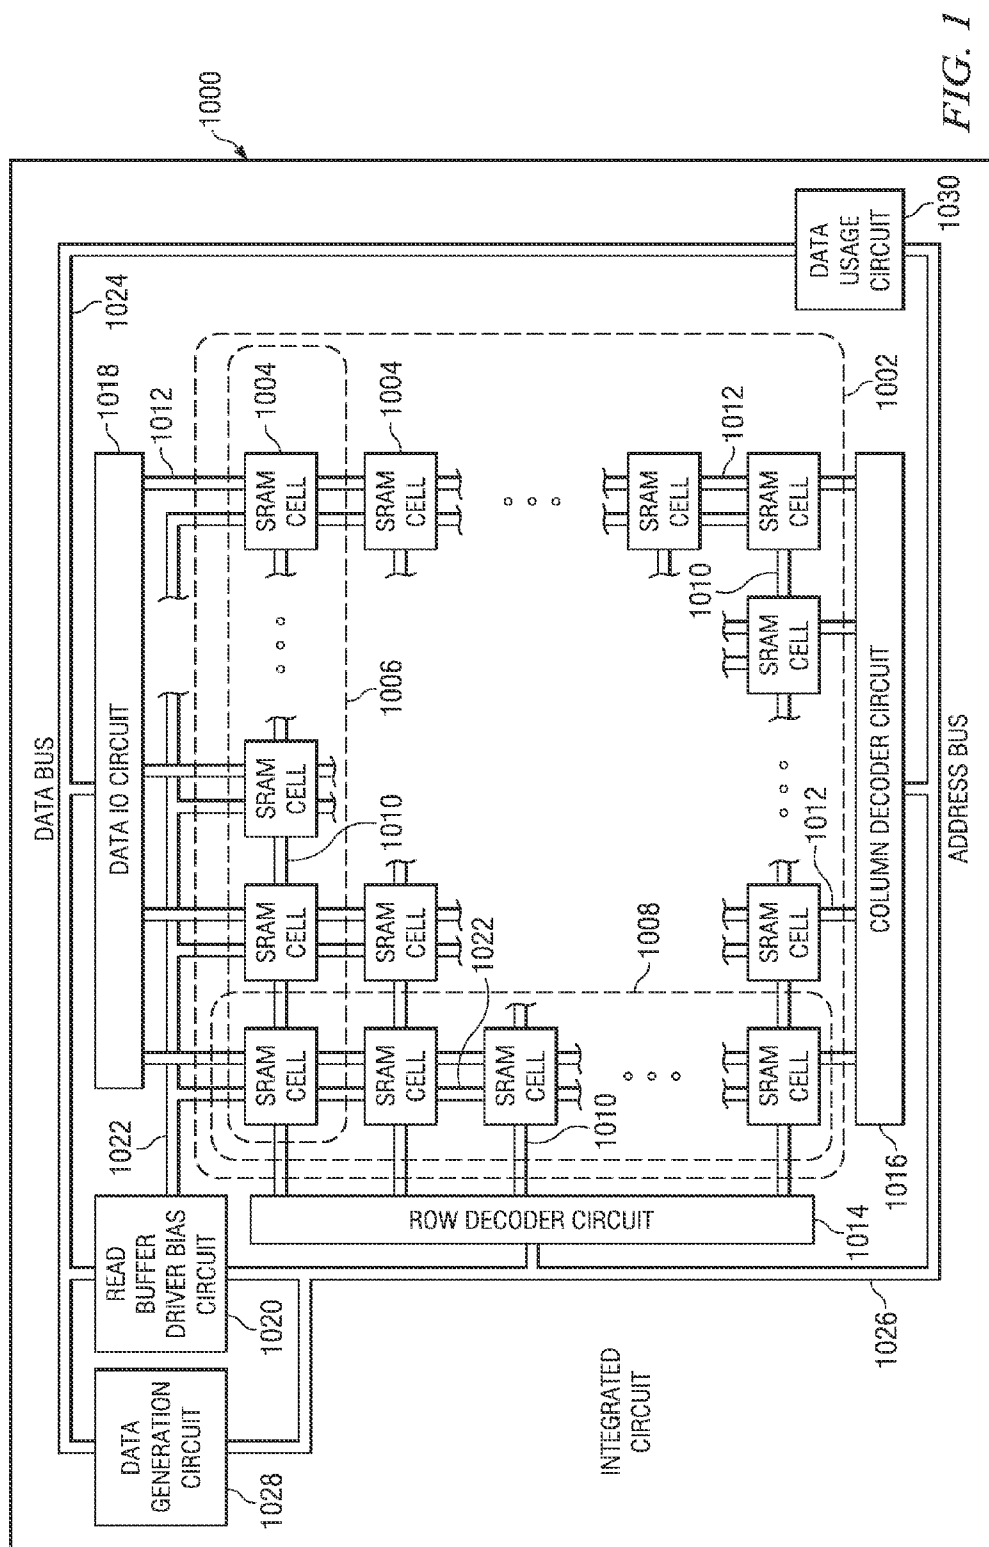 FIG. 1
1000
DATA BUS
1024
DATA IO CIRCUIT
1018
1012
1022
READ
BUFFER
DRIVER BIAS
CIRCUIT
1020
DATA
GENERATION
CIRCUIT
1028
SRAM
CELL
SRAM
CELL
SRAM
CELL
SRAM
CELL
1004
1010
1006
SRAM
CELL
SRAM
CELL
SRAM
CELL
1004
1022
SRAM
CELL
1010
1008
SRAM
CELL
1012
1010
SRAM
CELL
SRAM
CELL
SRAM
CELL
SRAM
CELL
1012
1002
ROW DECODER CIRCUIT
1014
COLUMN DECODER CIRCUIT
1016
DATA
USAGE
CIRCUIT
1030
ADDRESS BUS
1026
INTEGRATED
CIRCUIT